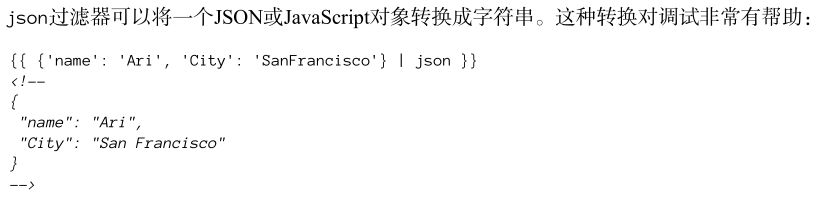 json过滤器可以将一个JSON或JavaScript对象转换成字符串。这种转换对调试非常有帮助：
{{ {'name': 'Ari', 'City': 'SanFrancisco'} | json }}
<!--
{
 "name": "Ari",
 "City": "San Francisco"
}
-->